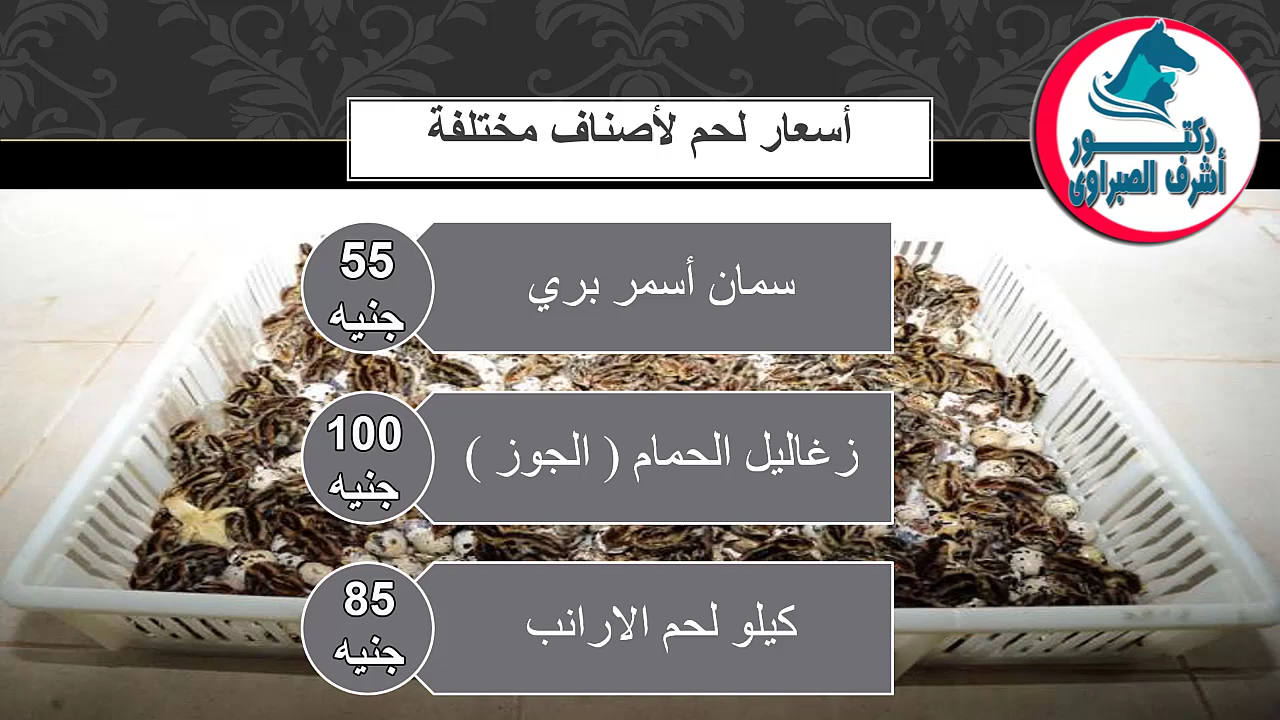 أسعار لحم لأصناف مختلفة
دكتور
أشرف الصبراوى
سمان أسمر بري
55
جنيه
زغاليل الحمام ( الجوز )
100
جنيه
كيلو لحم الارانب
85
جنيه